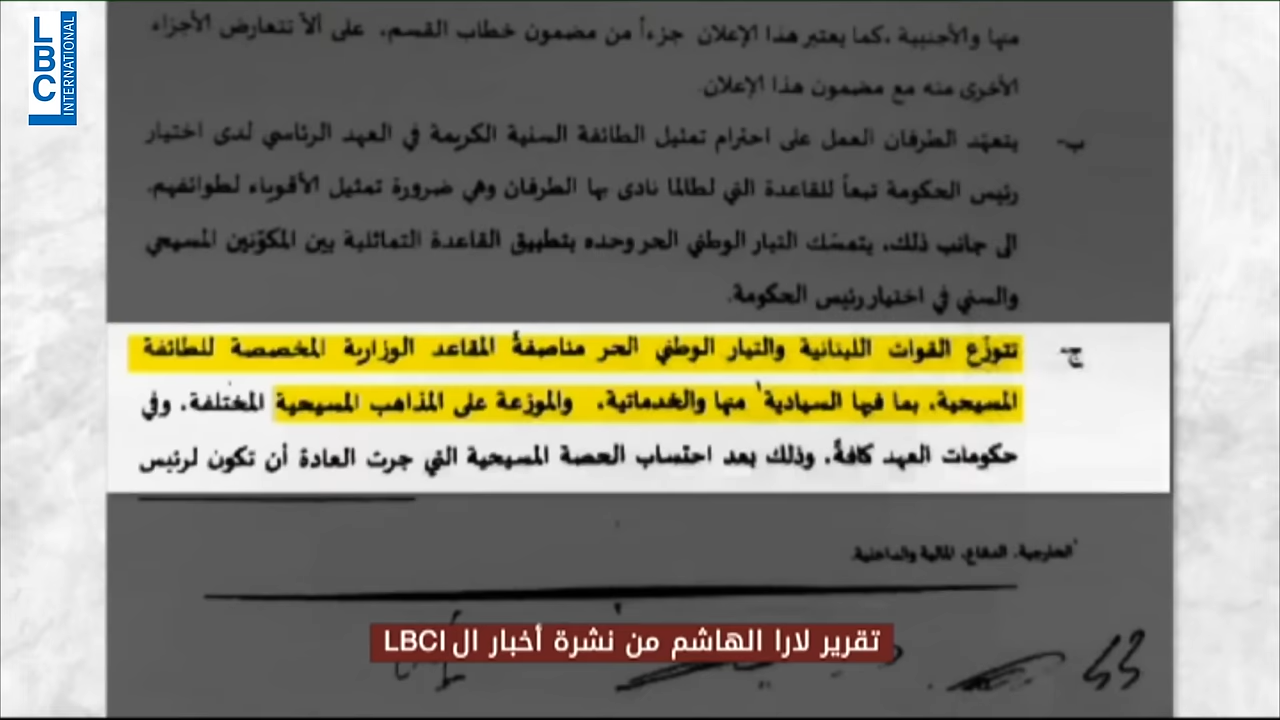 LBC
INTERNATIONAL
منها والأجنبية ،كما يعتبر هذا الإعلان جزءاً من مضمون خطاب القسم، على ألاّ تتعارض الأجزاء
الأخرى منه مع مضمون هذا الإعلان.
ب- يتعهّد الطرفان العمل على احترام تمثيل الطائفة السنية الكريمة في العهد الرئاسي لدى اختيار
رئيس الحكومة تبعاً للقاعدة التي لطالما نادى بها الطرفان وهي ضرورة تمثيل الأقوياء لطوائفهم.
الى جانب ذلك، يتمسّك التيار الوطني الحر وحده بتطبيق القاعدة التماثلية بين المكوّنين المسيحي
والسني في اختيار رئيس الحكومة.
ج- تتوزّع القوات اللبنانية والتيار الوطني الحر مناصفةً المقاعد الوزارية المخصصة للطائفة
المسيحية، بما فيها السيادية' منها والخدماتية، والموزعة على المذاهب المسيحية المختلفة، وفي
حكومات العهد كافةً، وذلك بعد احتساب الحصة المسيحية التي جرت العادة أن تكون لرئيس
'الخارجية، الدفاع، المالية والداخلية.
٢
تقرير لارا الهاشم من نشرة أخبار ال LBCI